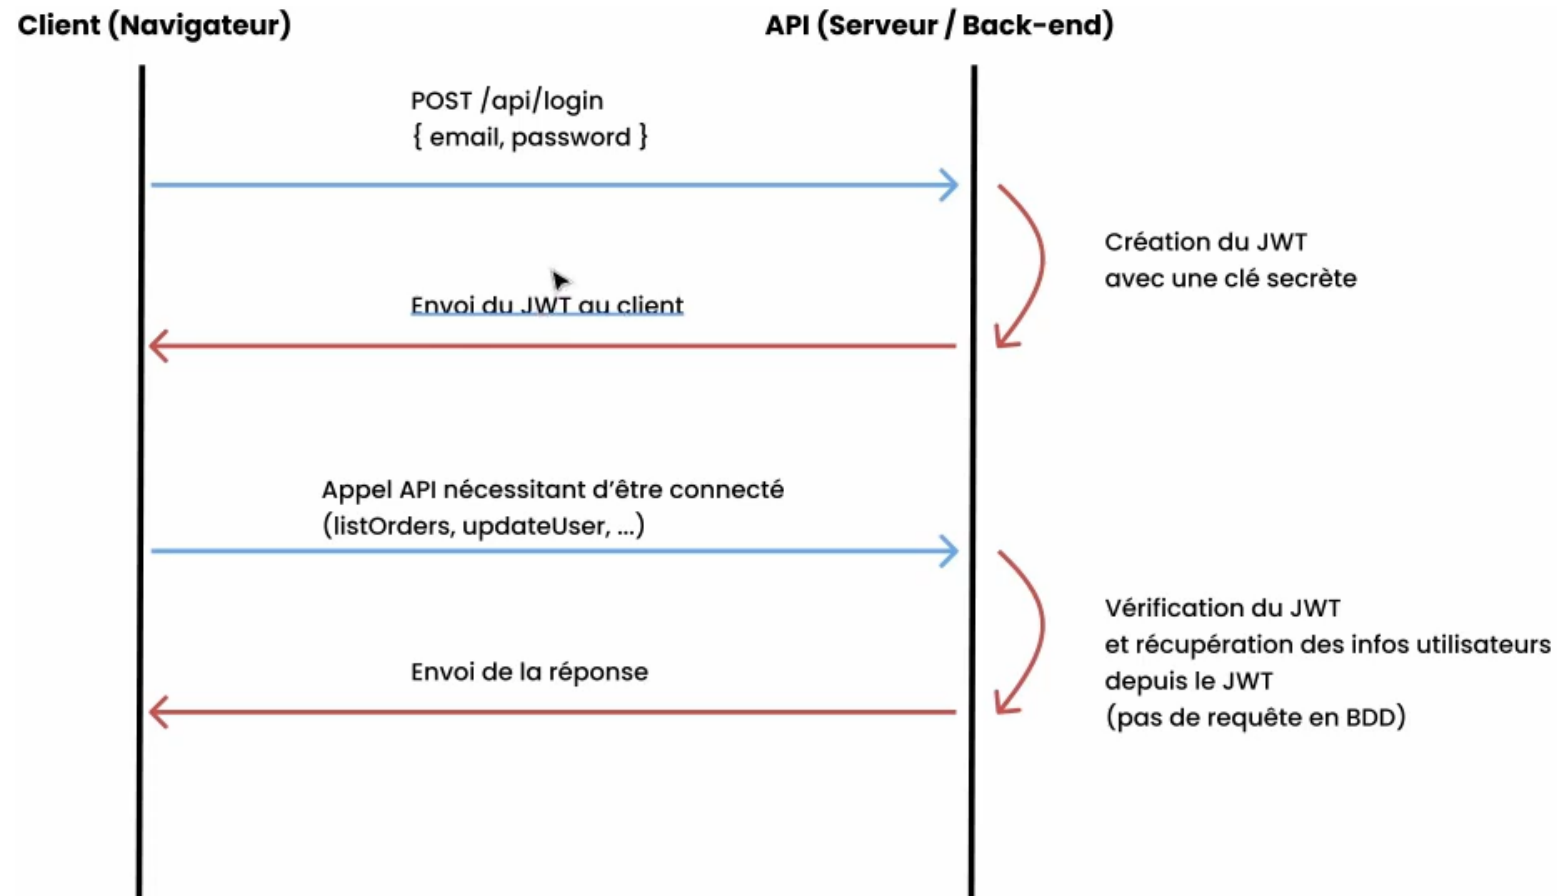 Client (Navigateur)
API (Serveur / Back-end)
POST /api/login
{ email, password }
Création du JWT
avec une clé secrète
Envoi du JWT au client
Appel API nécessitant d’être connecté
(listOrders, updateUser, ...)
Vérification du JWT
et récupération des infos utilisateurs
depuis le JWT
(pas de requête en BDD)
Envoi de la réponse